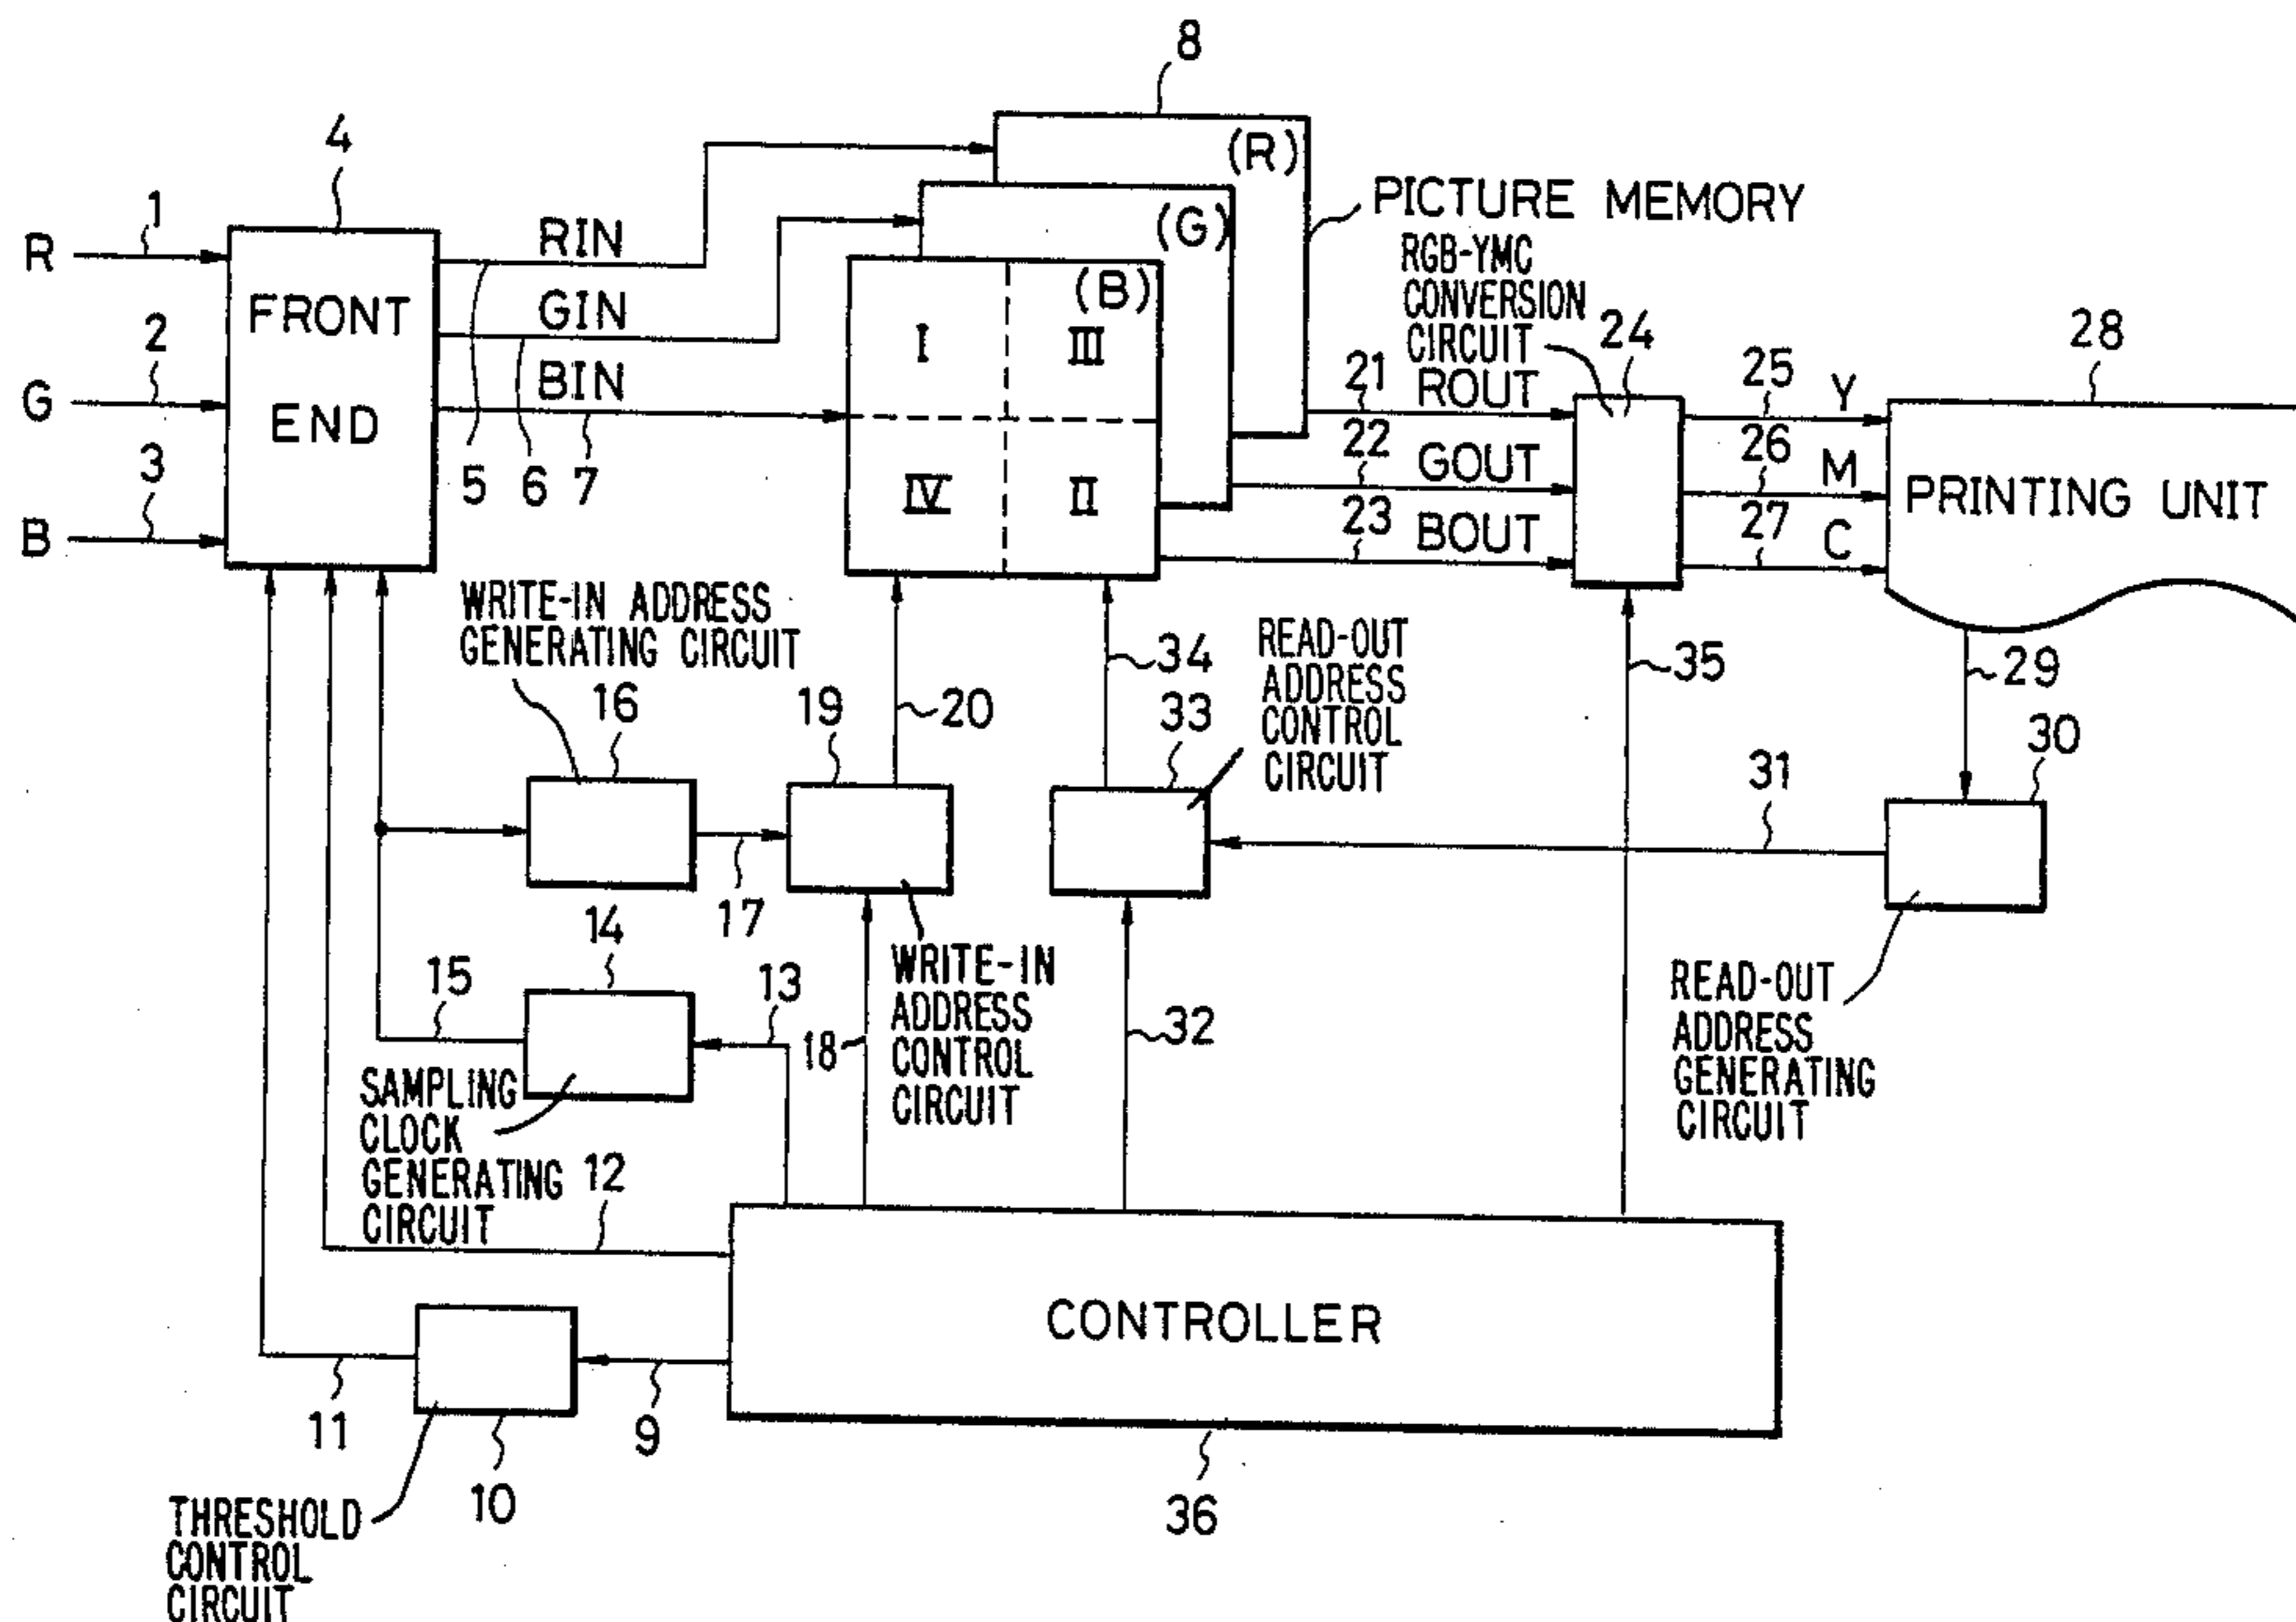 8
4
(R)
1
R
RIN
(G)
PICTURE MEMORY
RGB-YMC
CONVERSION
CIRCUIT
24
FRONT
END
GIN
(B)
I
III
28
2
G
BIN
21
ROUT
25
Y
22
GOUT
26
M
3
B
5
6
7
IV
II
23
BOUT
27
C
PRINTING UNIT
WRITE-IN ADDRESS
GENERATING CIRCUIT
16
19
20
34
READ-OUT
ADDRESS
CONTROL
CIRCUIT
33
35
29
30
31
17
14
15
13
18
WRITE-IN
ADDRESS
CONTROL
CIRCUIT
32
READ-OUT
ADDRESS
GENERATING
CIRCUIT
SAMPLING
CLOCK
GENERATING
CIRCUIT
12
CONTROLLER
11
10
9
36
THRESHOLD
CONTROL
CIRCUIT